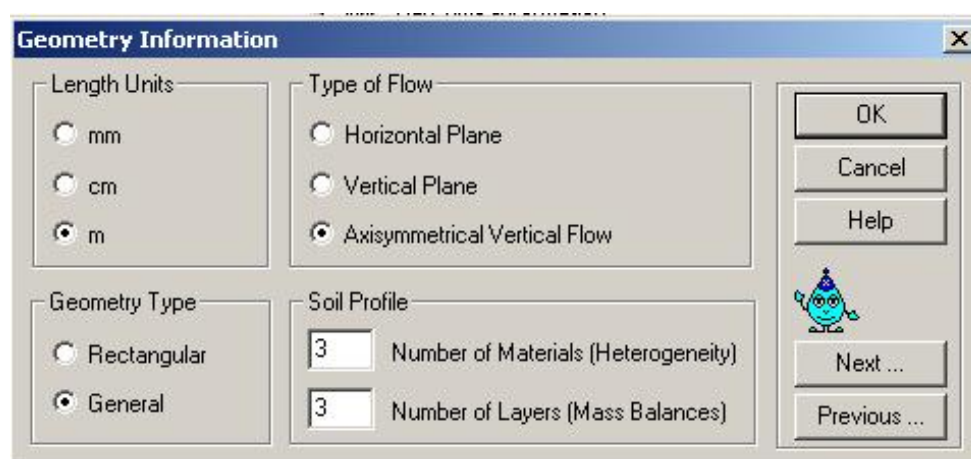 Geometry Information
Length Units
mm
cm
m
Type of Flow
Horizontal Plane
Vertical Plane
Axisymmetrical Vertical Flow
Geometry Type
Rectangular
General
Soil Profile
3 Number of Materials (Heterogeneity)
3 Number of Layers (Mass Balances)
OK
Cancel
Help
Next ...
Previous ...